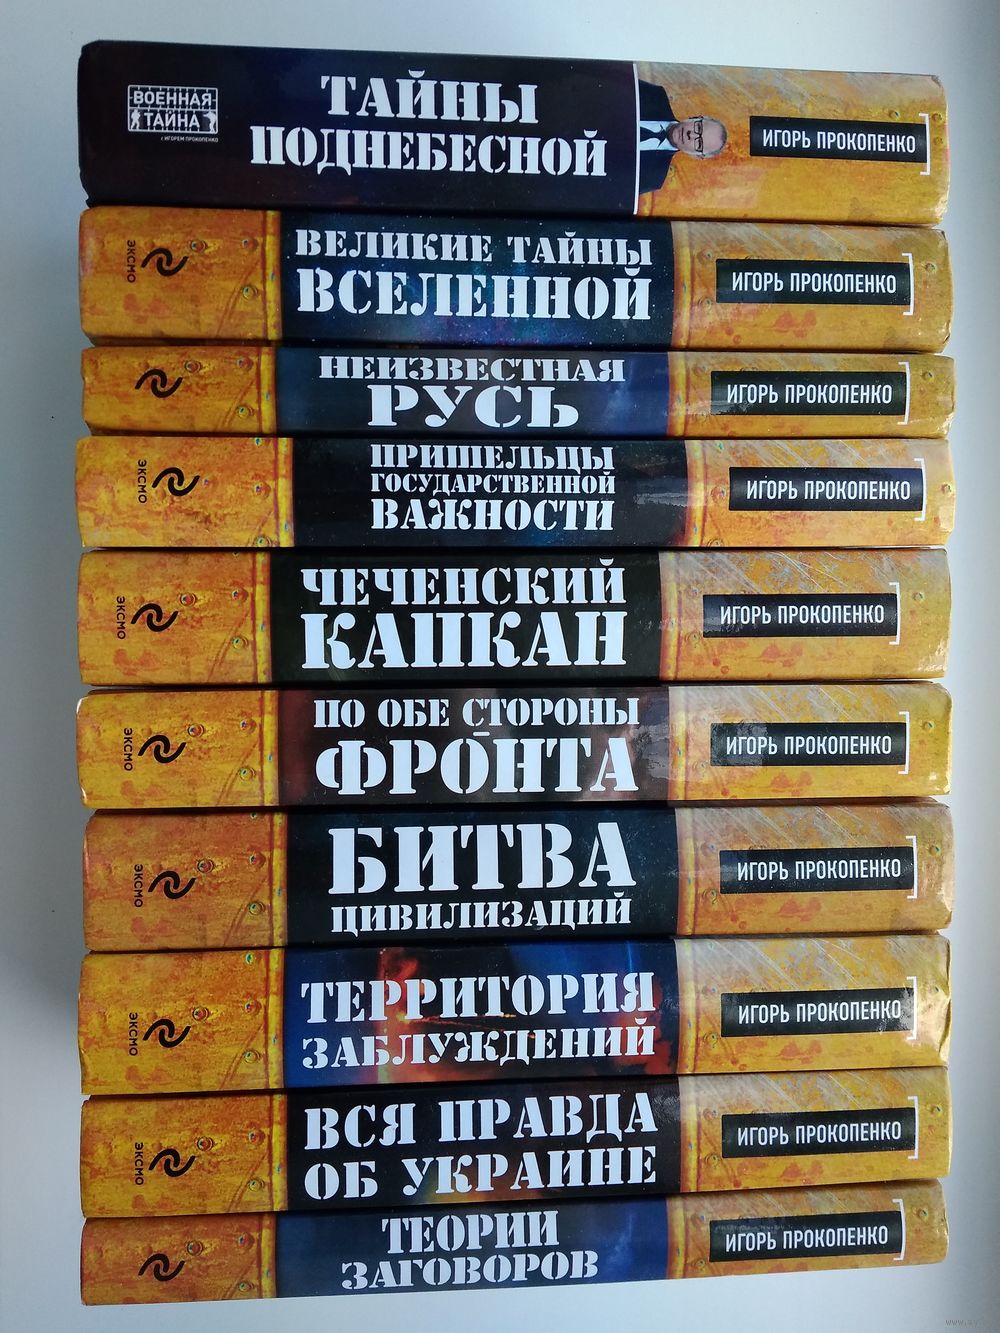 ВОЕННАЯ
ТАЙНА
С ИГОРЕМ ПРОКОПЕНКО
ТАЙНЫ
ПОДНЕБЕСНОЙ
ИГОРЬ ПРОКОПЕНКО
ЭКСМО
ВЕЛИКИЕ ТАЙНЫ
ВСЕЛЕННОЙ
ИГОРЬ ПРОКОПЕНКО
НЕИЗВЕСТНАЯ
РУСЬ
ИГОРЬ ПРОКОПЕНКО
ЭКСМО
ПРИШЕЛЬЦЫ
ГОСУДАРСТВЕННОЙ
ВАЖНОСТИ
ИГОРЬ ПРОКОПЕНКО
ЭКСМО
ЧЕЧЕНСКИЙ
КАПКАН
ИГОРЬ ПРОКОПЕНКО
ЭКСМО
ПО ОБЕ СТОРОНЫ
ФРОНТА
ИГОРЬ ПРОКОПЕНКО
ЭКСМО
БИТВА
ЦИВИЛИЗАЦИЙ
ИГОРЬ ПРОКОПЕНКО
ЭКСМО
ТЕРРИТОРИЯ
ЗАБЛУЖДЕНИЙ
ИГОРЬ ПРОКОПЕНКО
ЭКСМО
ВСЯ ПРАВДА
ОБ УКРАИНЕ
ИГОРЬ ПРОКОПЕНКО
ТЕОРИИ
ЗАГОВОРОВ
ИГОРЬ ПРОКОПЕНКО